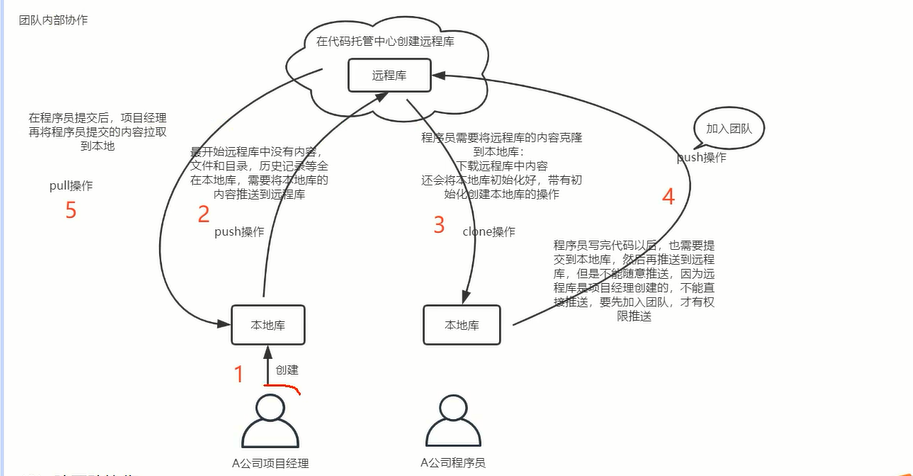 团队内部协作
在代码托管中心创建远程库
远程库
在程序员提交后，项目经理
再将程序员提交的内容拉取
到本地
pull操作
5
最开始远程库中没有内容，
文件和目录，历史记录等全
在本地库，需要将本地库的
内容推送到远程库
2
push操作
程序员需要将远程库的内容克隆
到本地库：
下载远程库中内容
还会将本地库初始化好，带有初
始化创建本地库的操作
3
clone操作
加入团队
push操作
4
程序员写完代码以后，也需要提
交到本地库，然后再推送到远程
库，但是不能随意推送，因为远
程库是项目经理创建的，不能直
接推送，要先加入团队，才有权
限推送
本地库
本地库
1
创建
A公司项目经理
A公司程序员